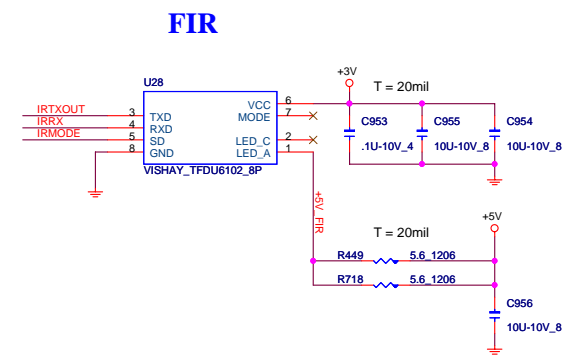 FIR
U28
+3V
T = 20mil
IRTXOUT 3 TXD VCC 6
IRRX 4 RXD MODE 7
IRMODE 5 SD LED_C 2
8 GND LED_A 1
VISHAY_TFDU6102_8P
C953 C955 C954
.1U-10V_4 10U-10V_8 10U-10V_8
+5V_FIR
+5V
T = 20mil
R449 5.6_1206
R718 5.6_1206
C956
10U-10V_8